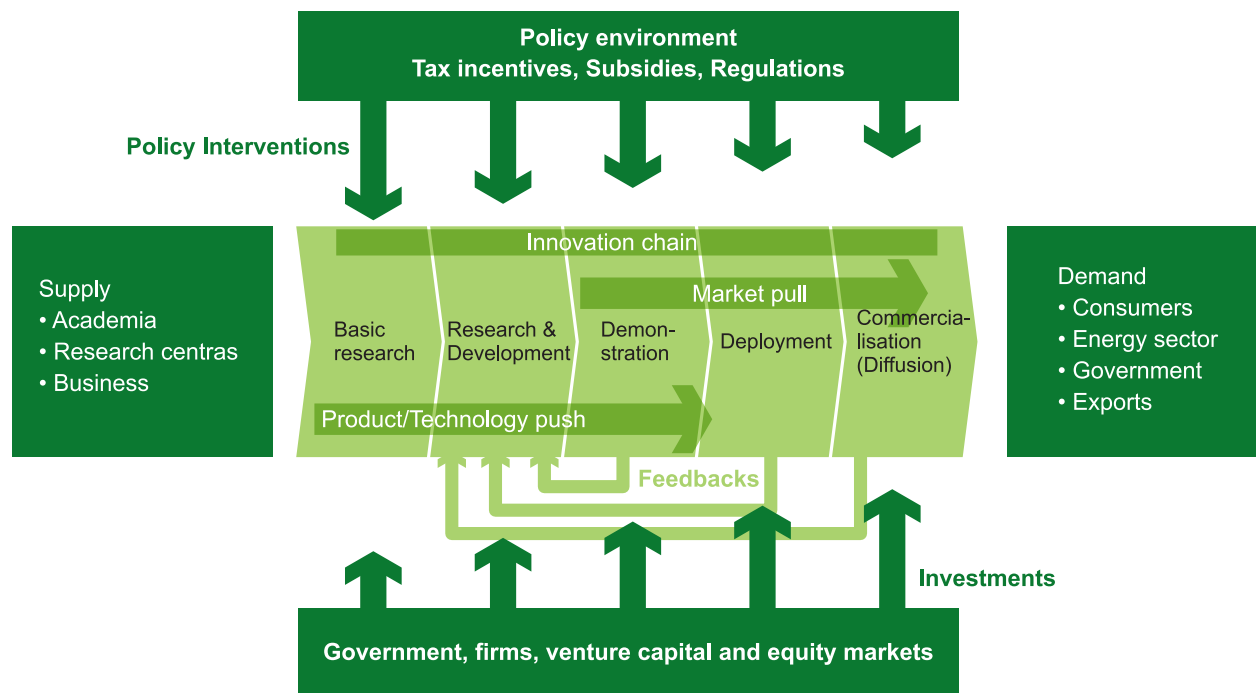 Policy environment
Tax incentives, Subsidies, Regulations
Policy Interventions
Supply
• Academia
• Research centras
• Business
Innovation chain
Market pull
Basic
research
Research &
Development
Demon-
stration
Deployment
Commercia-
lisation
(Diffusion)
Product/Technology push
Demand
• Consumers
• Energy sector
• Government
• Exports
Feedbacks
Investments
Government, firms, venture capital and equity markets